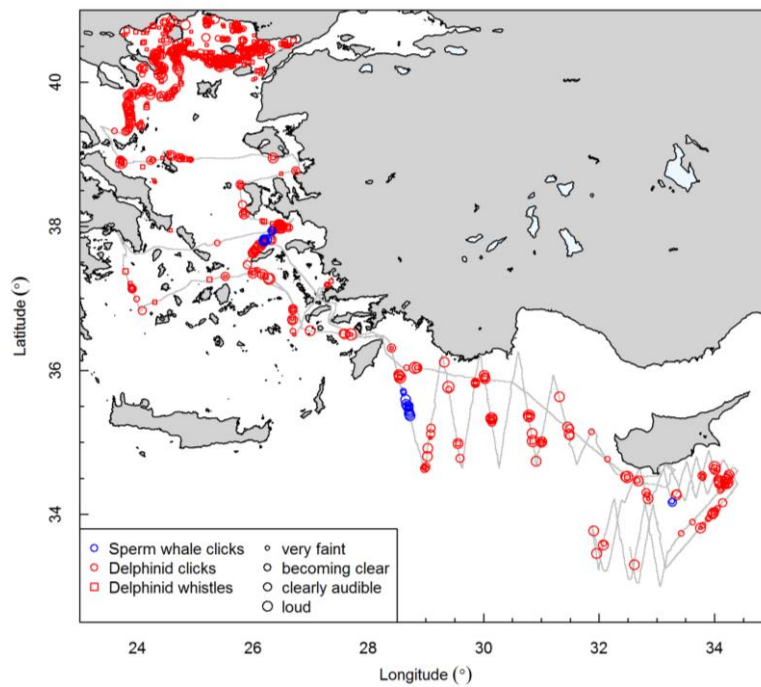 40
38
36
34
Latitude (°)
Sperm whale clicks
Delphinid clicks
Delphinid whistles
very faint
becoming clear
clearly audible
loud
24 26 28 30 32 34
Longitude (°)